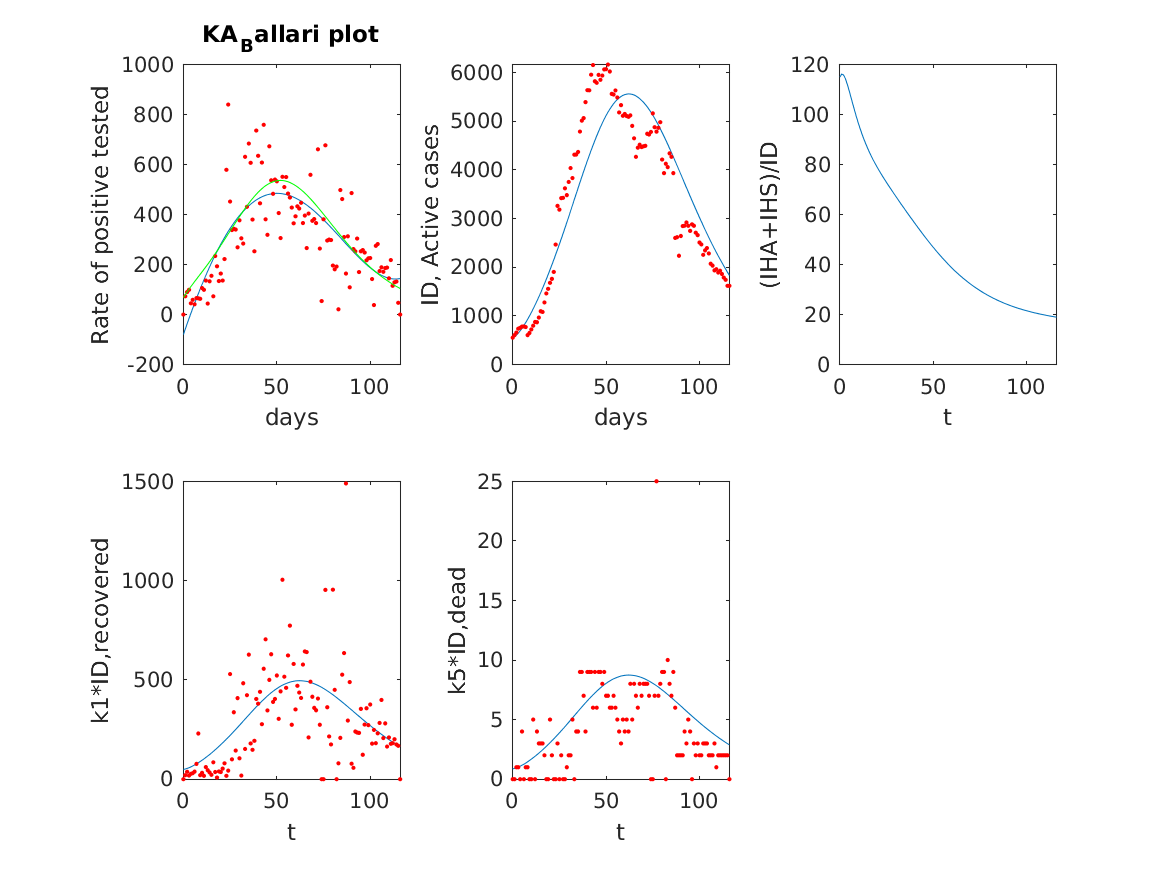 KA_Ballari plot
1000
800
600
400
200
0
-200
Rate of positive tested
0 50 100
days
6000
5000
4000
3000
2000
1000
0
ID, Active cases
0 50 100
days
120
100
80
60
40
20
0
(IHA+IHS)/ID
0 50 100
t
1500
1000
500
0
k1*ID,recovered
0 50 100
t
25
20
15
10
5
0
k5*ID,dead
0 50 100
t